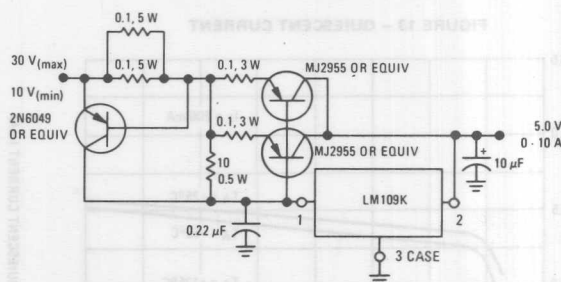 FIGURE 13 – QUIESCENT CURRENT
0.1, 5 W
30 V(max)
0.1, 5 W
0.1, 3 W
MJ2955 OR EQUIV
10 V(min)
2N6049
OR EQUIV
0.1, 3 W
5.0 V
0 - 10 A
MJ2955 OR EQUIV
10
0.5 W
+
10 µF
LM109K
1
2
0.22 µF
3 CASE